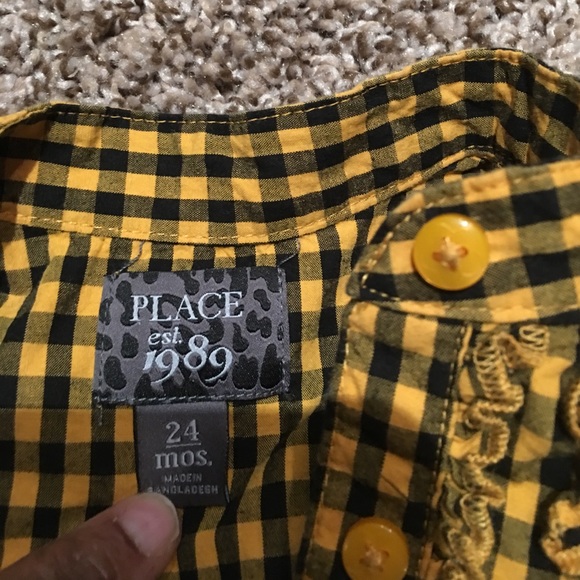 PLACE
est.
1989
24
mos.
MADE IN
BANGLADESH